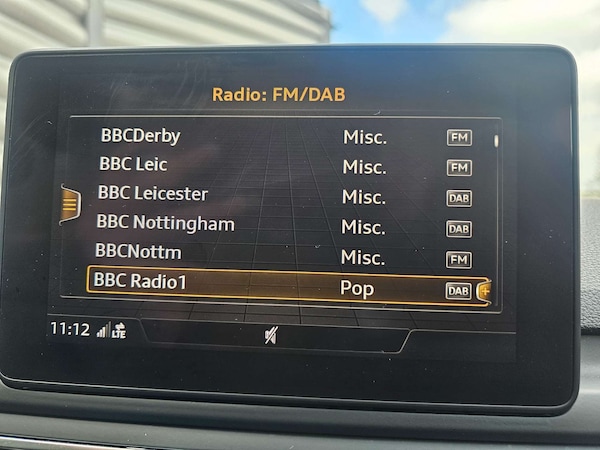 Radio: FM/DAB
BBCDerby Misc. FM
BBC Leic Misc. FM
BBC Leicester Misc. DAB
BBC Nottingham Misc. DAB
BBCNottm Misc. FM
BBC Radio1 Pop DAB
11:12 LTE